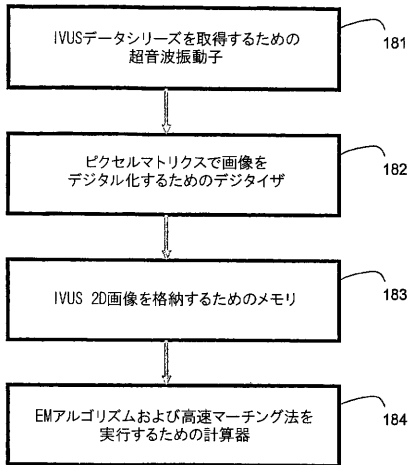 IVUSデータシリーズを取得するための
超音波振動子
181
ピクセルマトリクスで画像を
デジタル化するためのデジタイザ
182
IVUS 2D画像を格納するためのメモリ
183
EMアルゴリズムおよび高速マーチング法を
実行するための計算器
184